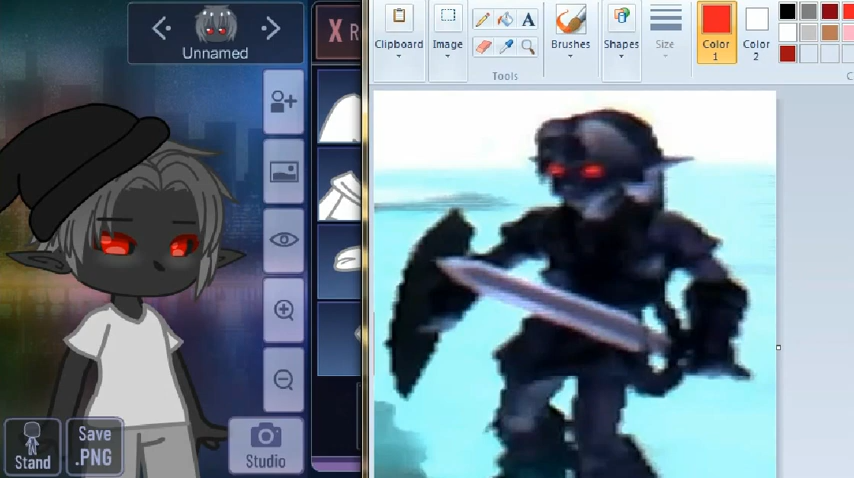 Unnamed
X R
Stand
Save
.PNG
Studio
Clipboard
Image
Tools
Brushes
Shapes
Size
Color
1
Color
2
C